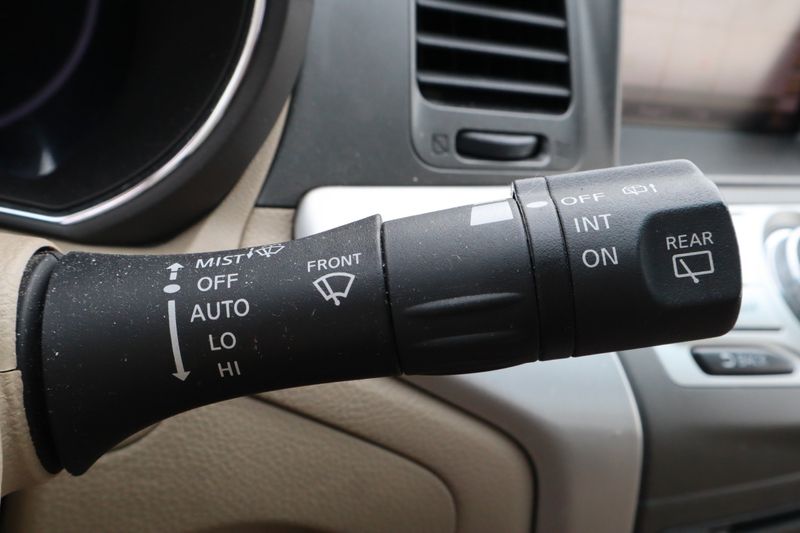 MIST
OFF
AUTO
LO
HI
FRONT
OFF
INT
ON
REAR